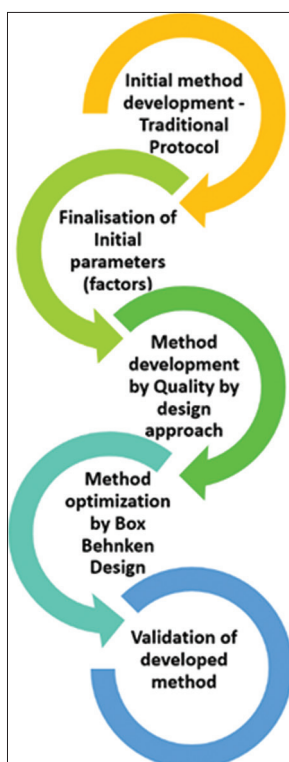 Initial method
development -
Traditional
Protocol
Finalisation of
Initial
parameters
(factors)
Method
development
by Quality by
design
approach
Method
optimization
by Box
Behnken
Design
Validation of
developed
method